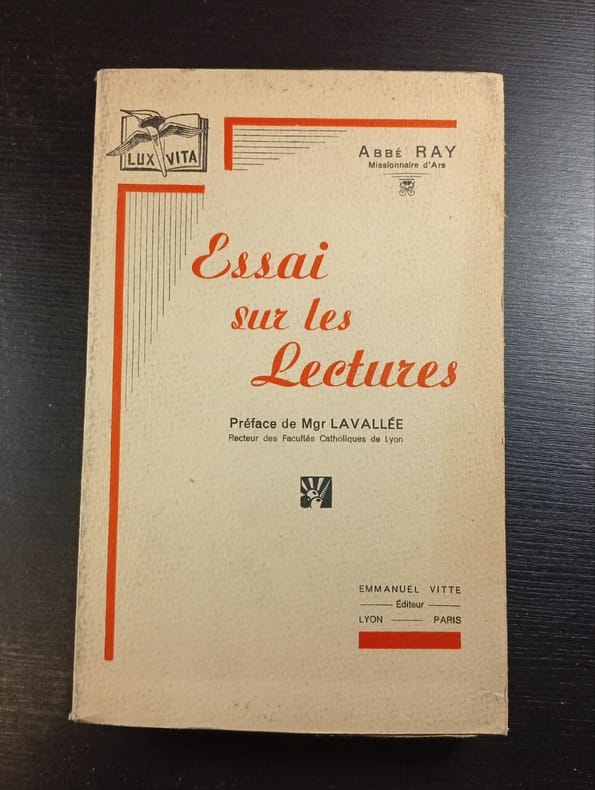 LUX VITA
ABBÉ RAY
Missionnaire d'Ars
Essai
sur les
Lectures
Préface de Mgr LAVALLÉE
Recteur des Facultés Catholiques de Lyon
EMMANUEL VITTE
Éditeur
LYON PARIS